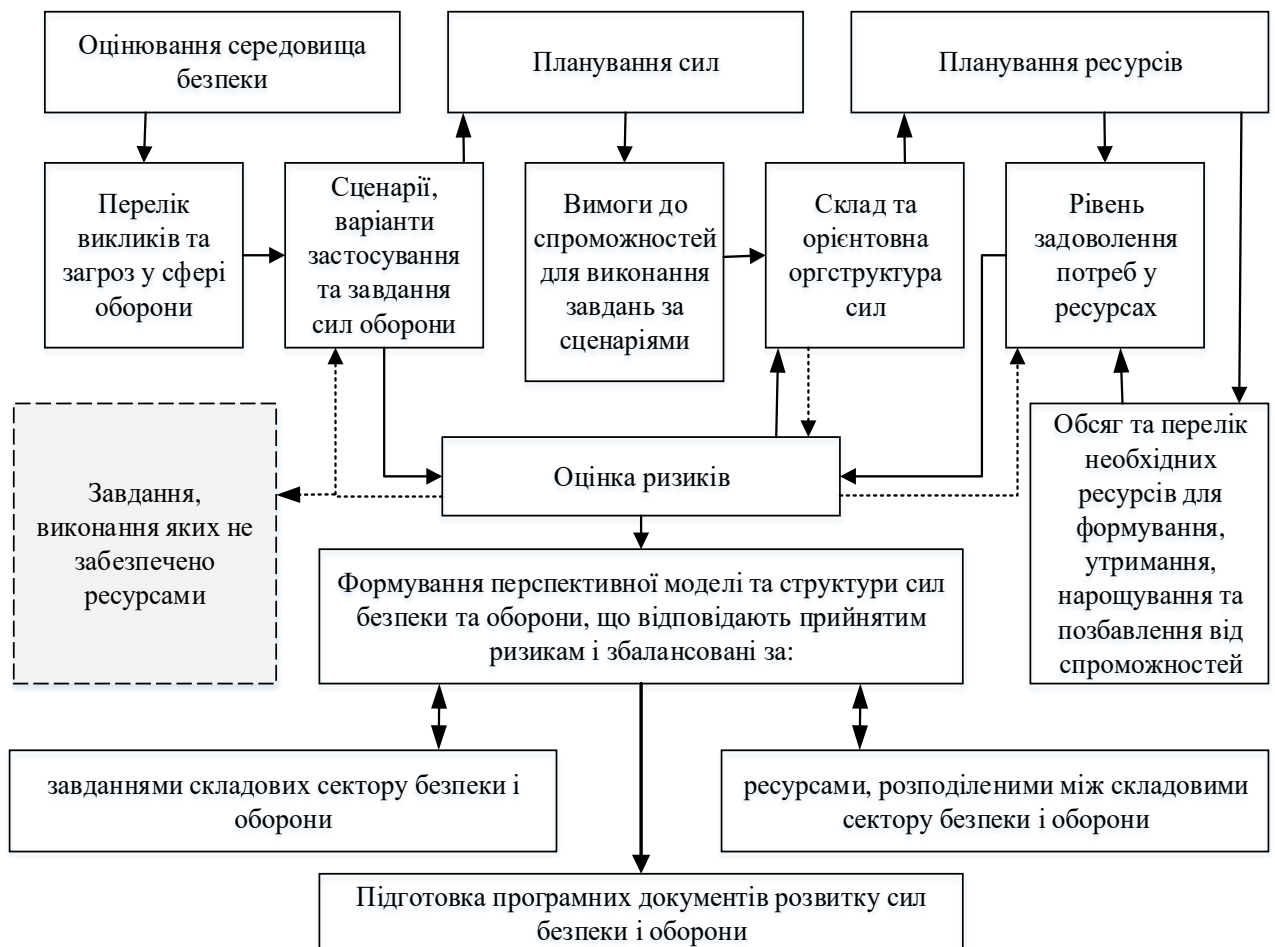 Оцінювання середовища
безпеки
Планування сил
Планування ресурсів
Перелік
викликів та
загроз у сфері
оборони
Сценарії,
варіанти
застосування
та завдання
сил оборони
Вимоги до
спроможностей
для виконання
завдань за
сценаріями
Склад та
орієнтовна
оргструктура
сил
Рівень
задоволення
потреб у
ресурсах
Завдання,
виконання яких не
забезпечено
ресурсами
Оцінка ризиків
Обсяг та перелік
необхідних
ресурсів для
формування,
утримання,
нарощування та
позбавлення від
спроможностей
Формування перспективної моделі та структури сил
безпеки та оборони, що відповідають прийнятим
ризикам і збалансовані за:
завданнями складових сектору безпеки і
оборони
ресурсами, розподіленими між складовими
сектору безпеки і оборони
Підготовка програмних документів розвитку сил
безпеки і оборони